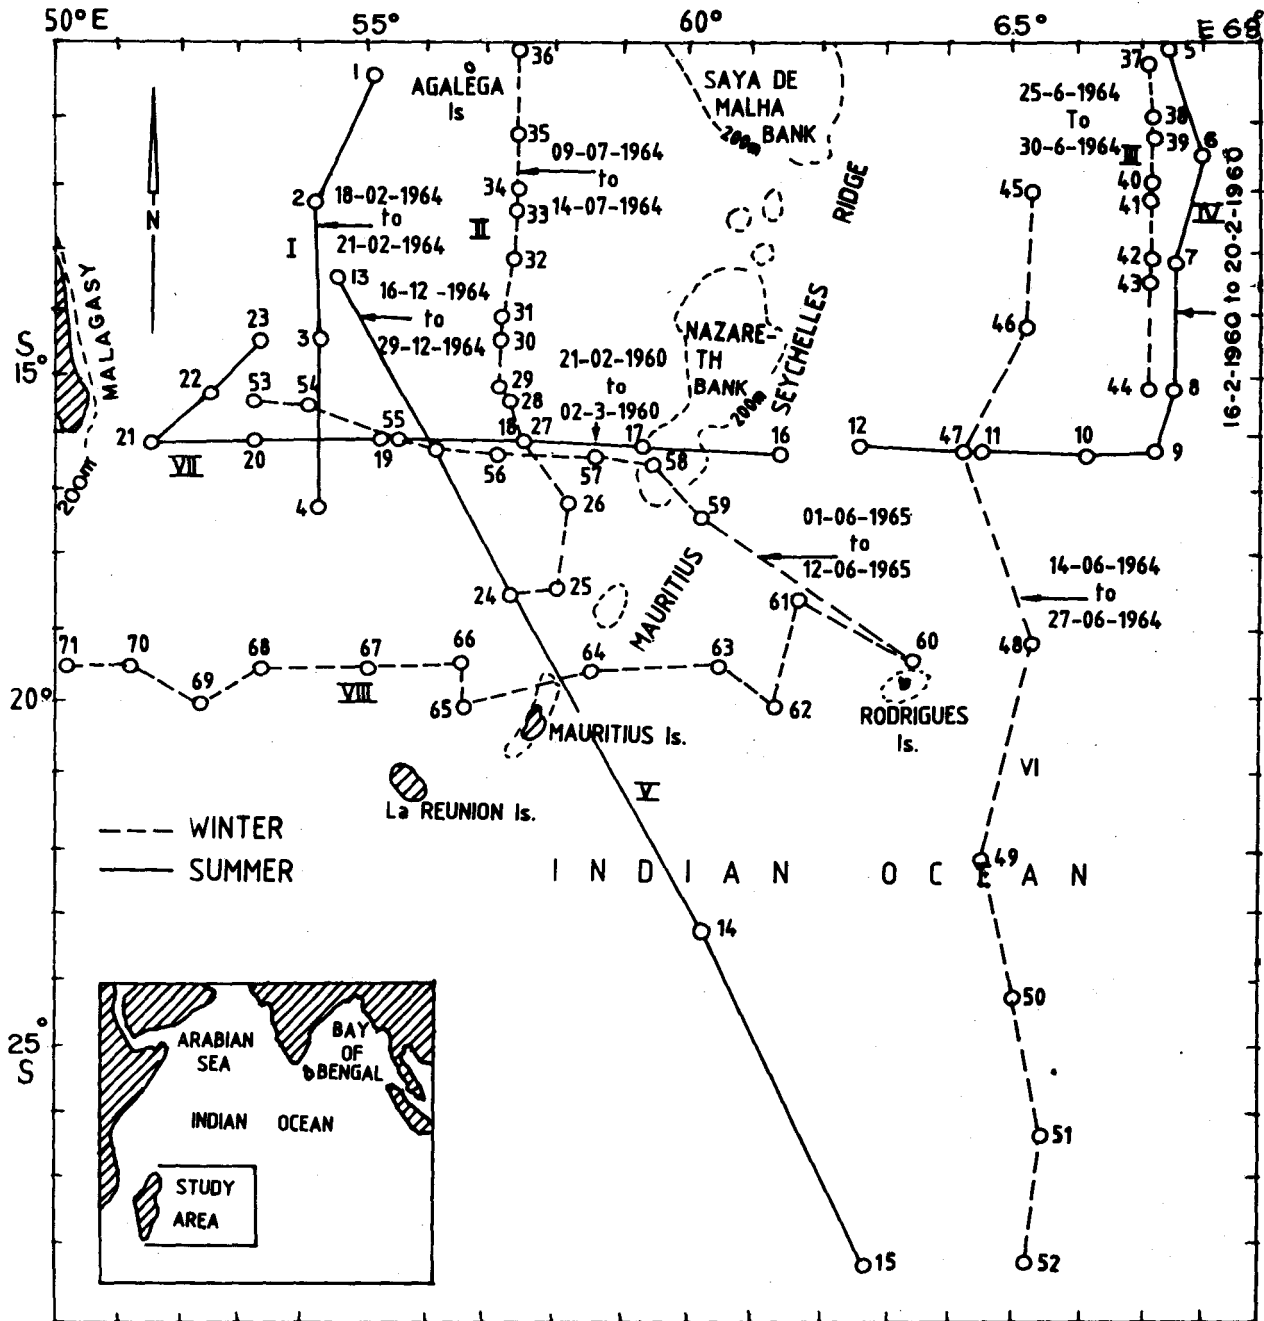 50°E 55° 60° 65° E 69°
1
AGALEGA
Is
36
SAYA DE
MALHA
BANK
200m
37
5
25-6-1964
To
30-6-1964
38
39
III
6
35
09-07-1964
to
14-07-1964
34
33
II
32
RIDGE
45
40
41
IV
16-2-1960 to 20-2-1960
N
2
18-02-1964
to
21-02-1964
I
13
16-12-1964
to
29-12-1964
42
43
7
MALAGASY
200m
S
15°
23
22
3
31
30
29
28
NAZARE-
TH
BANK
200m
SEYCHELLES
21-02-1960
to
02-3-1960
46
44
8
53
54
21
VII
20
55
19
18
27
56
57
17
58
16
12
47
11
10
9
4
26
59
01-06-1965
to
12-06-1965
14-06-1964
to
27-06-1964
24
25
MAURITIUS
61
60
48
71
70
69
68
67
66
64
63
VIII
20°
65
62
MAURITIUS Is.
RODRIGUES
Is.
La REUNION Is.
V
VI
WINTER
SUMMER
INDIAN OCEAN
49
14
50
25°
S
ARABIAN
SEA
BAY
OF
BENGAL
INDIAN OCEAN
STUDY
AREA
51
15
52